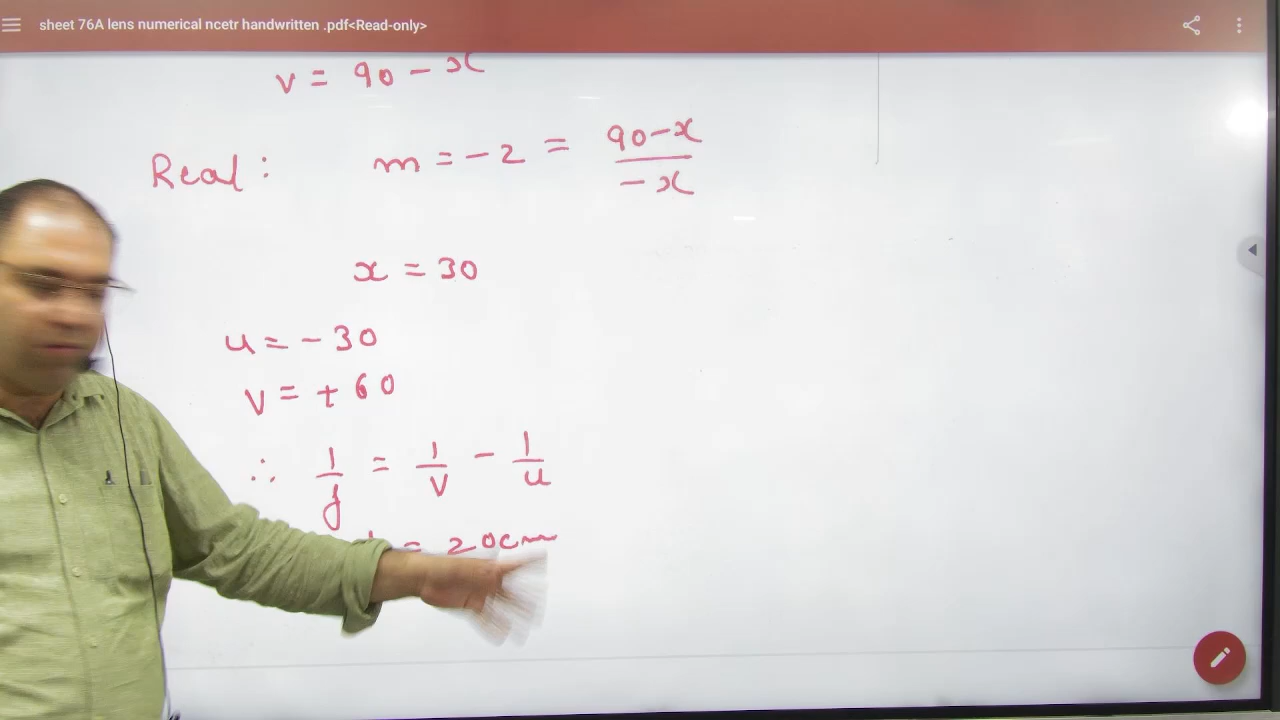 sheet 76A lens numerical ncetr handwritten .pdf<Read-only>
v = 90 - x
Real : m = -2 = 90-x / -x
x = 30
u = - 30
v = + 60
∴ 1/f = 1/v - 1/u
= 20cm